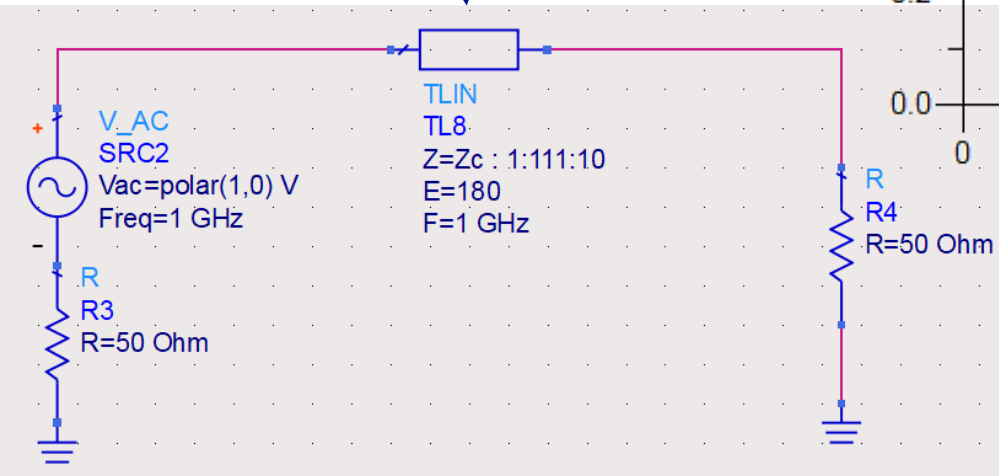 V_AC
SRC2
Vac=polar(1,0) V
Freq=1 GHz
R
R3
R=50 Ohm
TLIN
TL8
Z=Zc : 1:111:10
E=180
F=1 GHz
R
R4
R=50 Ohm
0.0
0
+
-